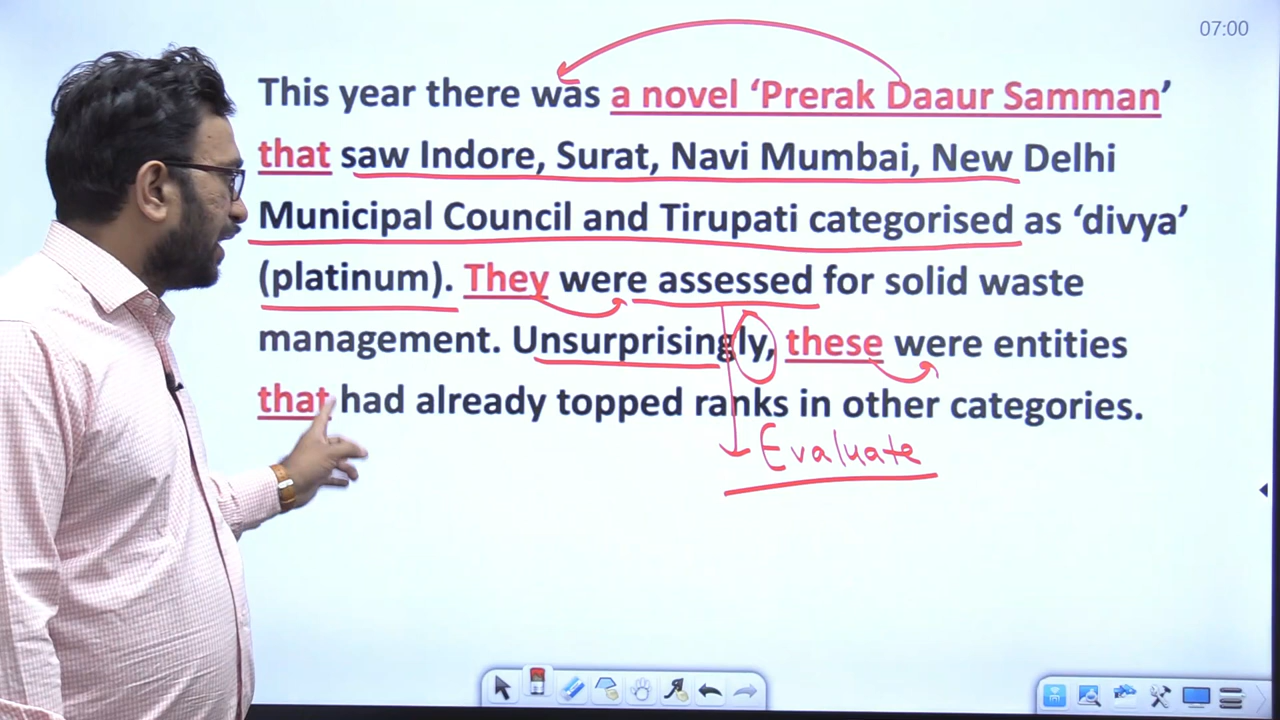 07:00
This year there was a novel ‘Prerak Daaur Samman’
that saw Indore, Surat, Navi Mumbai, New Delhi
Municipal Council and Tirupati categorised as ‘divya’
(platinum). They were assessed for solid waste
management. Unsurprisingly, these were entities
that had already topped ranks in other categories.
Evaluate